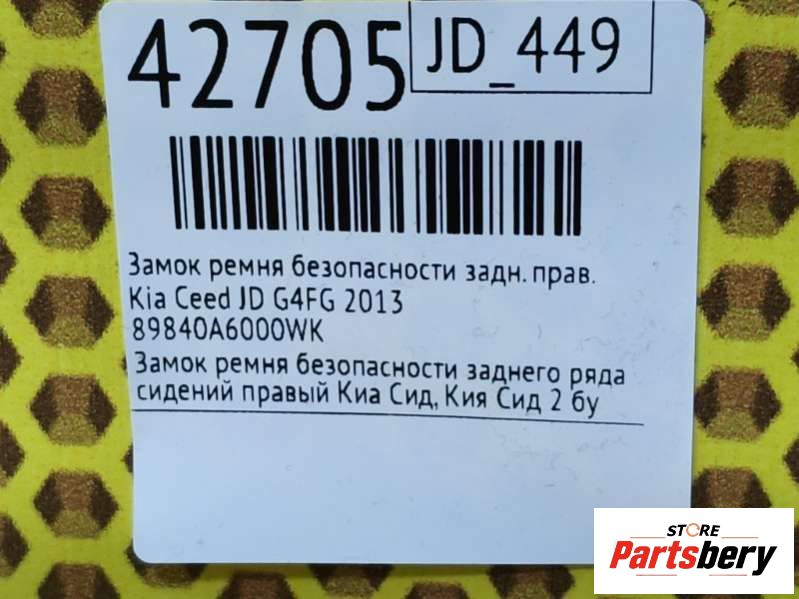 42705
JD_449
Замок ремня безопасности задн. прав.
Kia Ceed JD G4FG 2013
89840A6000WK
Замок ремня безопасности заднего ряда
сидений правый Киа Сид, Кия Сид 2 бу
STORE
Partsbery